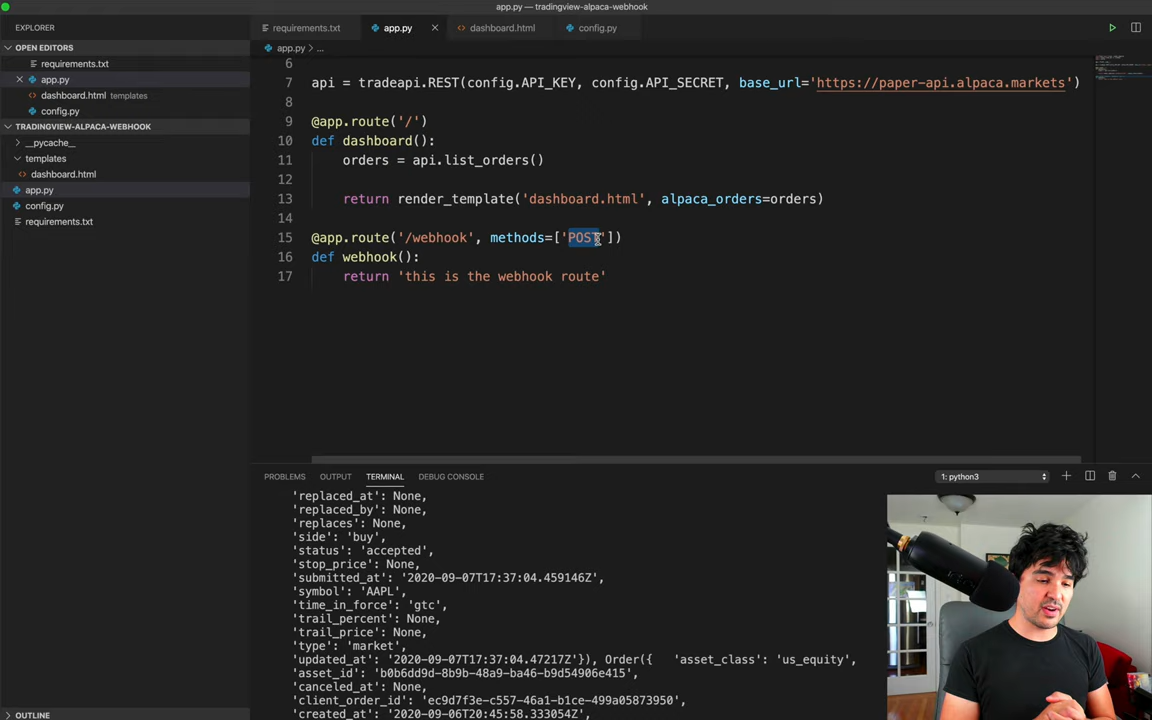 app.py — tradingview-alpaca-webhook
EXPLORER
requirements.txt
app.py
dashboard.html
config.py
OPEN EDITORS
requirements.txt
app.py
dashboard.html templates
config.py
TRADINGVIEW-ALPACA-WEBHOOK
__pycache__
templates
dashboard.html
app.py
config.py
requirements.txt
app.py > ...
6
7 api = tradeapi.REST(config.API_KEY, config.API_SECRET, base_url='https://paper-api.alpaca.markets')
8
9 @app.route('/')
10 def dashboard():
11 orders = api.list_orders()
12
13 return render_template('dashboard.html', alpaca_orders=orders)
14
15 @app.route('/webhook', methods=['POST'])
16 def webhook():
17 return 'this is the webhook route'
PROBLEMS OUTPUT TERMINAL DEBUG CONSOLE
1: python3
'replaced_at': None,
'replaced_by': None,
'replaces': None,
'side': 'buy',
'status': 'accepted',
'stop_price': None,
'submitted_at': '2020-09-07T17:37:04.459146Z',
'symbol': 'AAPL',
'time_in_force': 'gtc',
'trail_percent': None,
'trail_price': None,
'type': 'market',
'updated_at': '2020-09-07T17:37:04.47217Z'}), Order({ 'asset_class': 'us_equity',
'asset_id': 'b0b6dd9d-8b9b-48a9-ba46-b9d54906e415',
'canceled_at': None,
'client_order_id': 'ec9d7f3e-c557-46a1-b1ce-499a05873950',
'created_at': '2020-09-06T20:45:58.333054Z',
OUTLINE